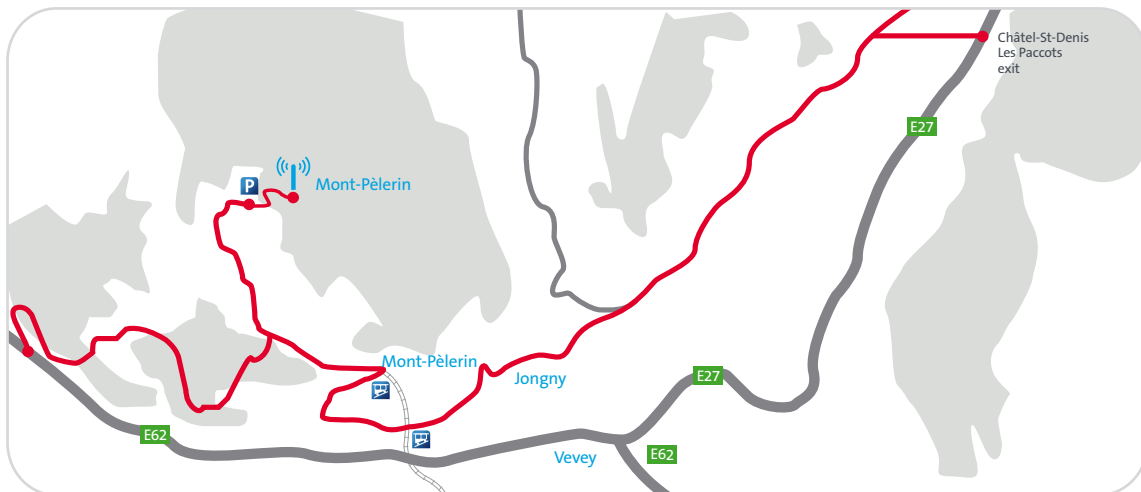 Châtel-St-Denis
Les Paccots
exit
E27
P
Mont-Pèlerin
Mont-Pèlerin
Jongny
E27
E62
Vevey
E62